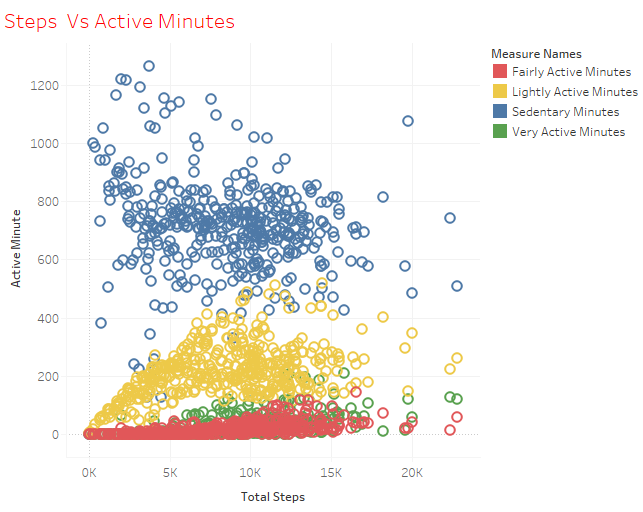 Steps Vs Active Minutes
Measure Names
Fairly Active Minutes
Lightly Active Minutes
Sedentary Minutes
Very Active Minutes
Active Minute
1200
1000
800
600
400
200
0
0K 5K 10K 15K 20K
Total Steps